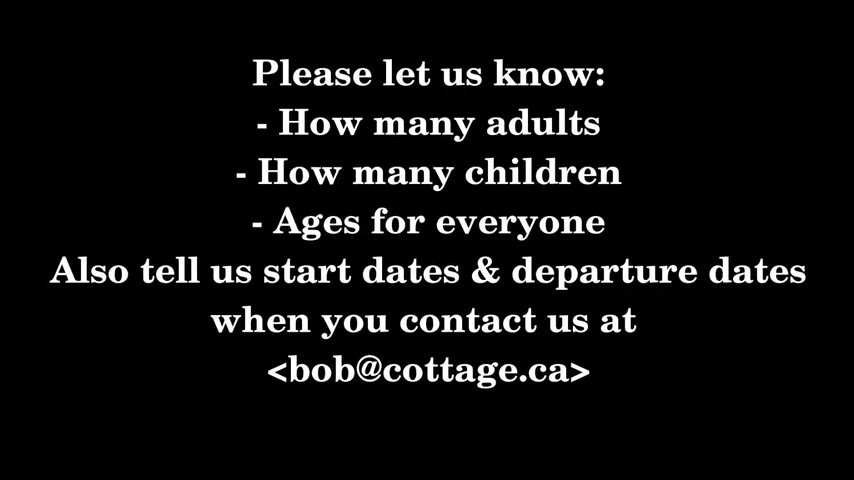 Please let us know:
- How many adults
- How many children
- Ages for everyone
Also tell us start dates & departure dates
when you contact us at
<bob@cottage.ca>